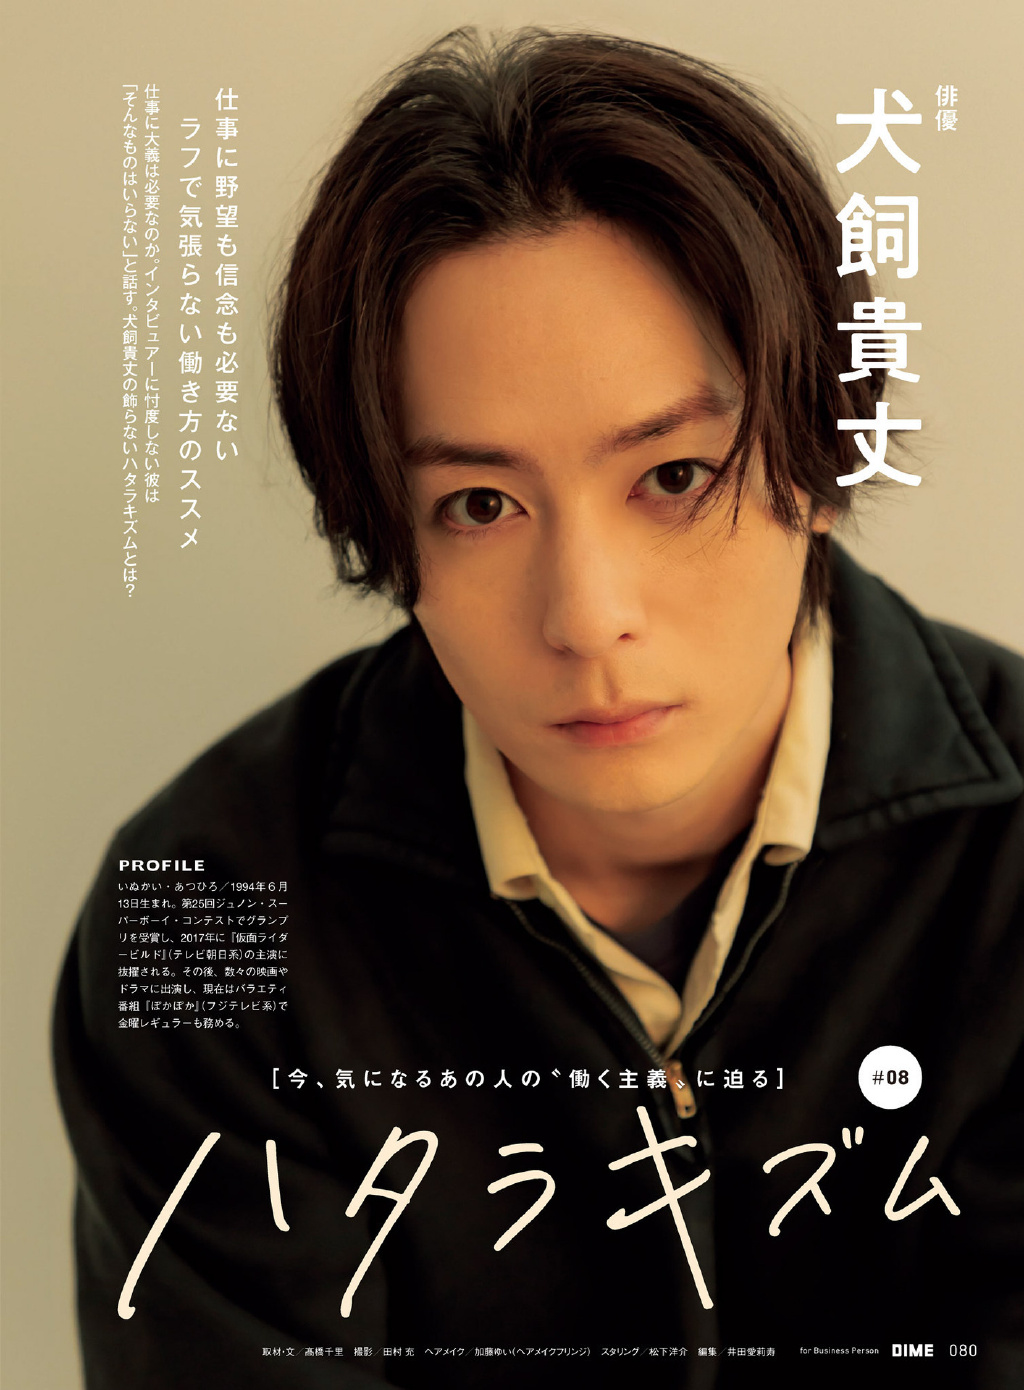 俳優
犬飼貴丈
仕事に野望も信念も必要ない
ラフで気張らない働き方のススメ
仕事に大義は必要なのか。インタビュアーに忖度しない彼は
「そんなものはいらない」と話す。犬飼貴丈の飾らないハタラキズムとは?
PROFILE
いぬかい・あつひろ/1994年6月
13日生まれ。第25回ジュノン・スー
パーボーイ・コンテストでグランプ
リを受賞し、2017年に『仮面ライダ
ービルド』(テレビ朝日系)の主演に
抜擢される。その後、数々の映画や
ドラマに出演し、現在はバラエティ
番組『ぽかぽか』(フジテレビ系)で
金曜レギュラーも務める。
[今、気になるあの人の〝働く主義〟に迫る]
#08
ハタラキズム
取材・文/髙橋千里 撮影/田村 充 ヘアメイク/加藤ゆい(ヘアメイクフリンジ) スタリング/松下洋介 編集/井田愛莉寿
for Business Person DIME 080